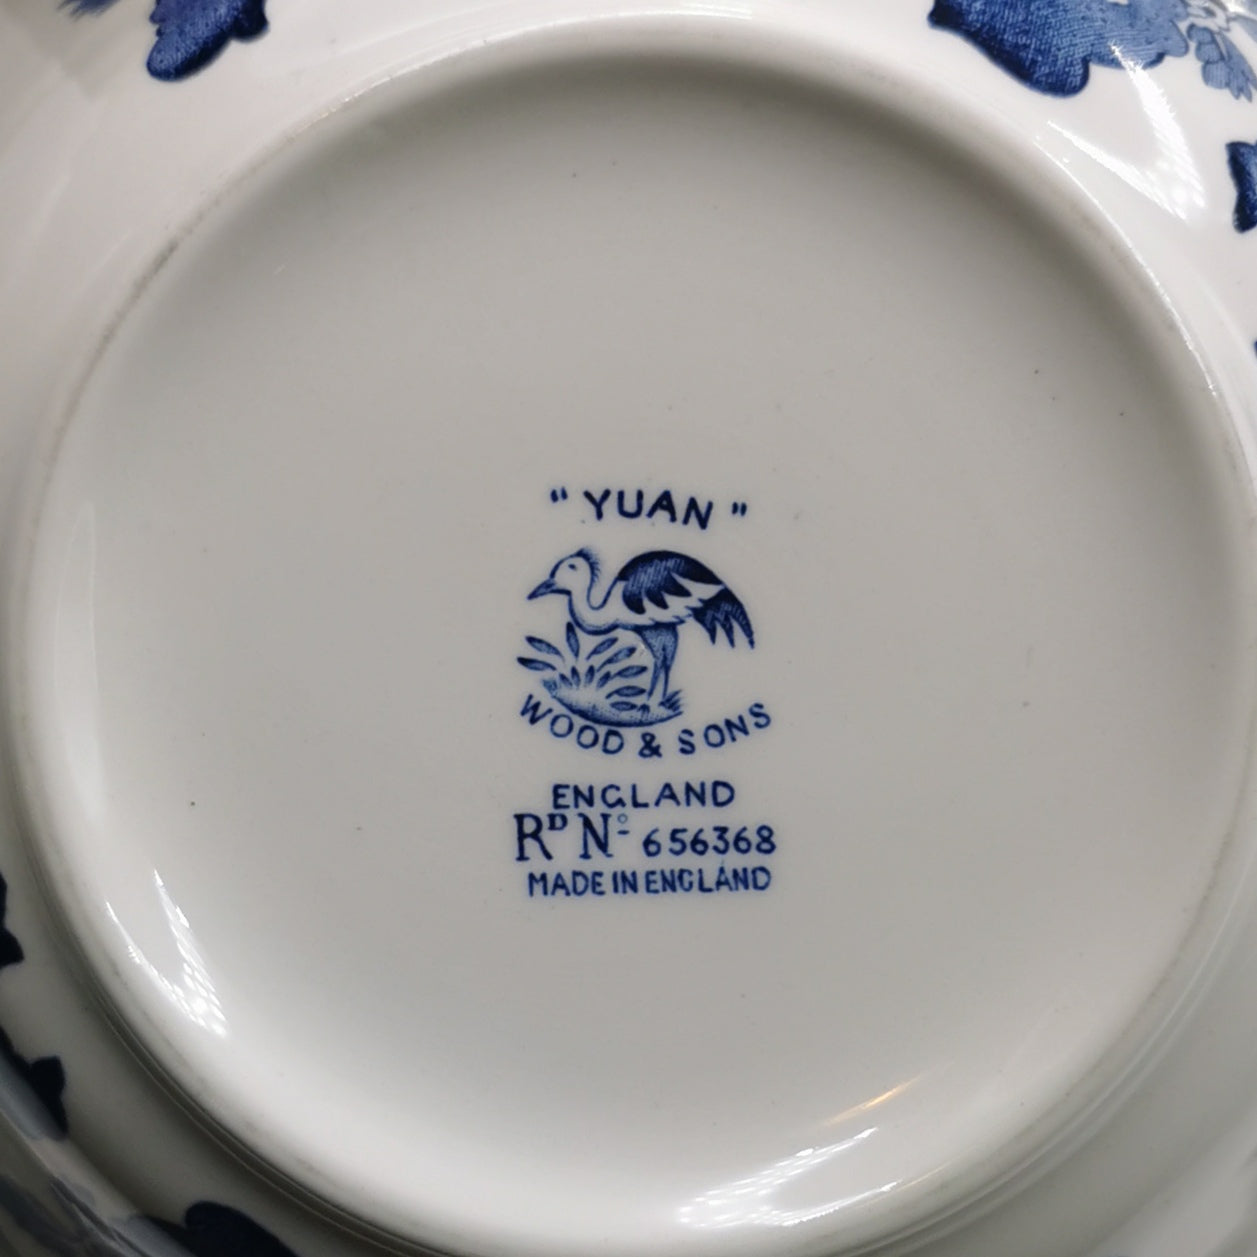 "YUAN"
WOOD & SONS
ENGLAND
Rᴰ Nº 656368
MADE IN ENGLAND